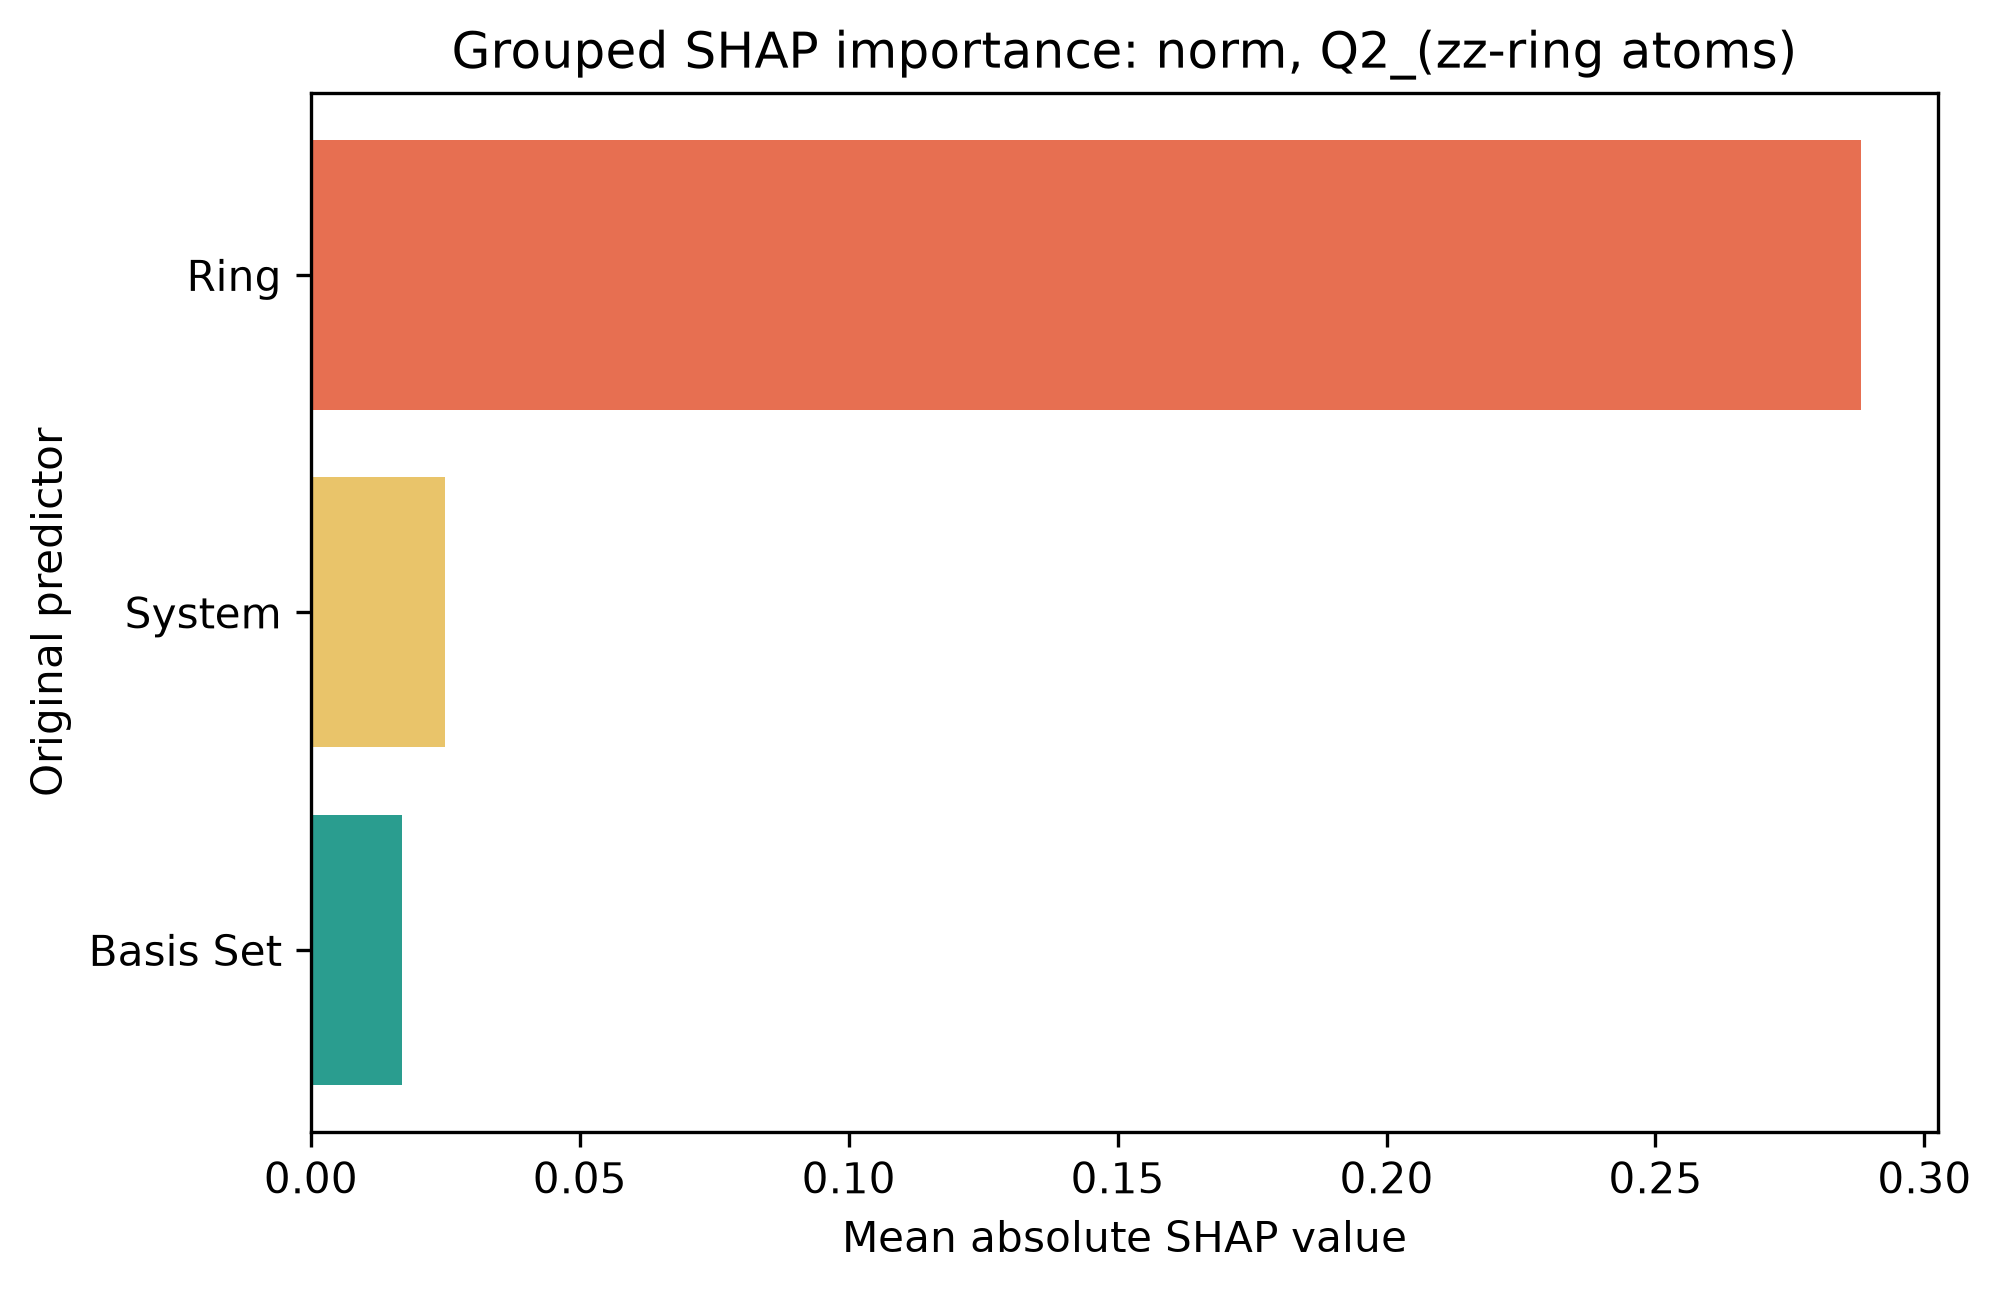 Grouped SHAP importance: norm, Q2_(zz-ring atoms)
Original predictor
Ring
System
Basis Set
0.00 0.05 0.10 0.15 0.20 0.25 0.30
Mean absolute SHAP value